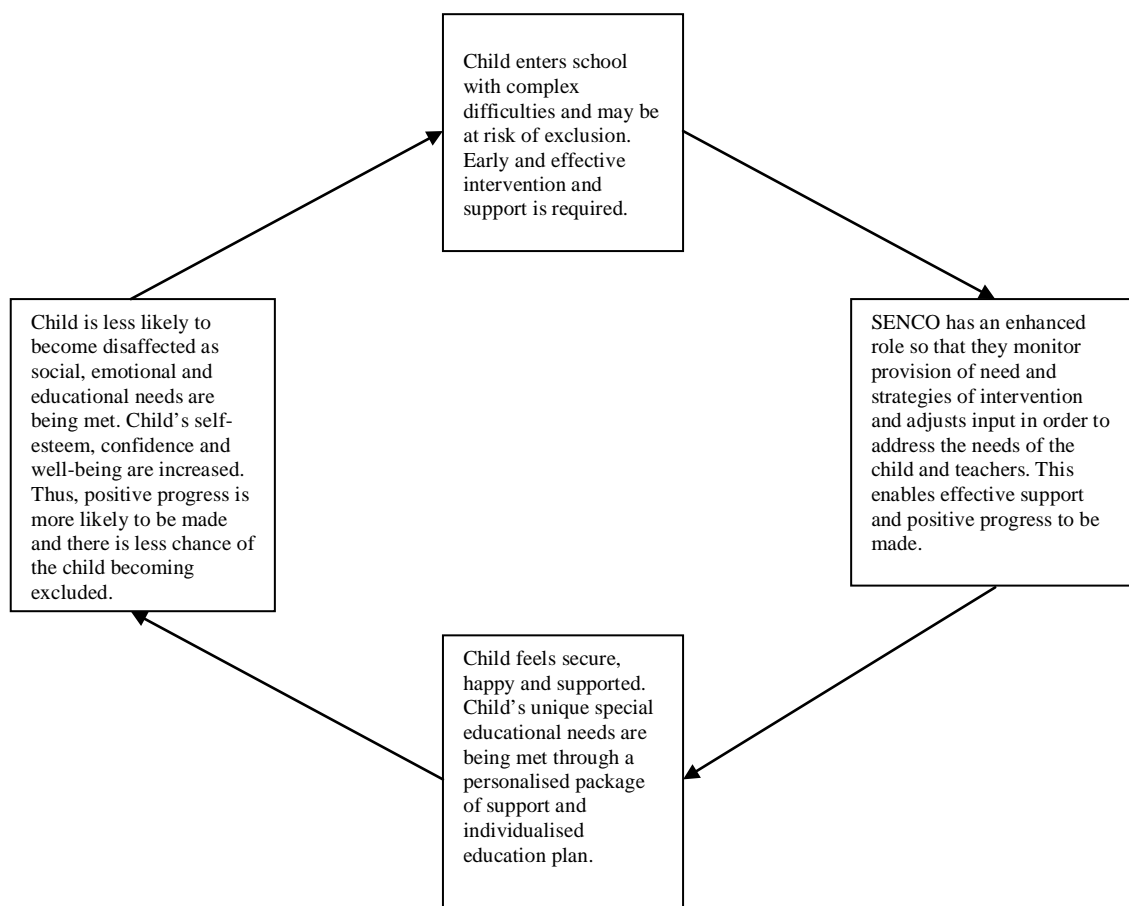 Child enters school
with complex
difficulties and may be
at risk of exclusion.
Early and effective
intervention and
support is required.
SENCO has an enhanced
role so that they monitor
provision of need and
strategies of intervention
and adjusts input in order to
address the needs of the
child and teachers. This
enables effective support
and positive progress to be
made.
Child feels secure,
happy and supported.
Child’s unique special
educational needs are
being met through a
personalised package
of support and
individualised
education plan.
Child is less likely to
become disaffected as
social, emotional and
educational needs are
being met. Child’s self-
esteem, confidence and
well-being are increased.
Thus, positive progress is
more likely to be made
and there is less chance of
the child becoming
excluded.